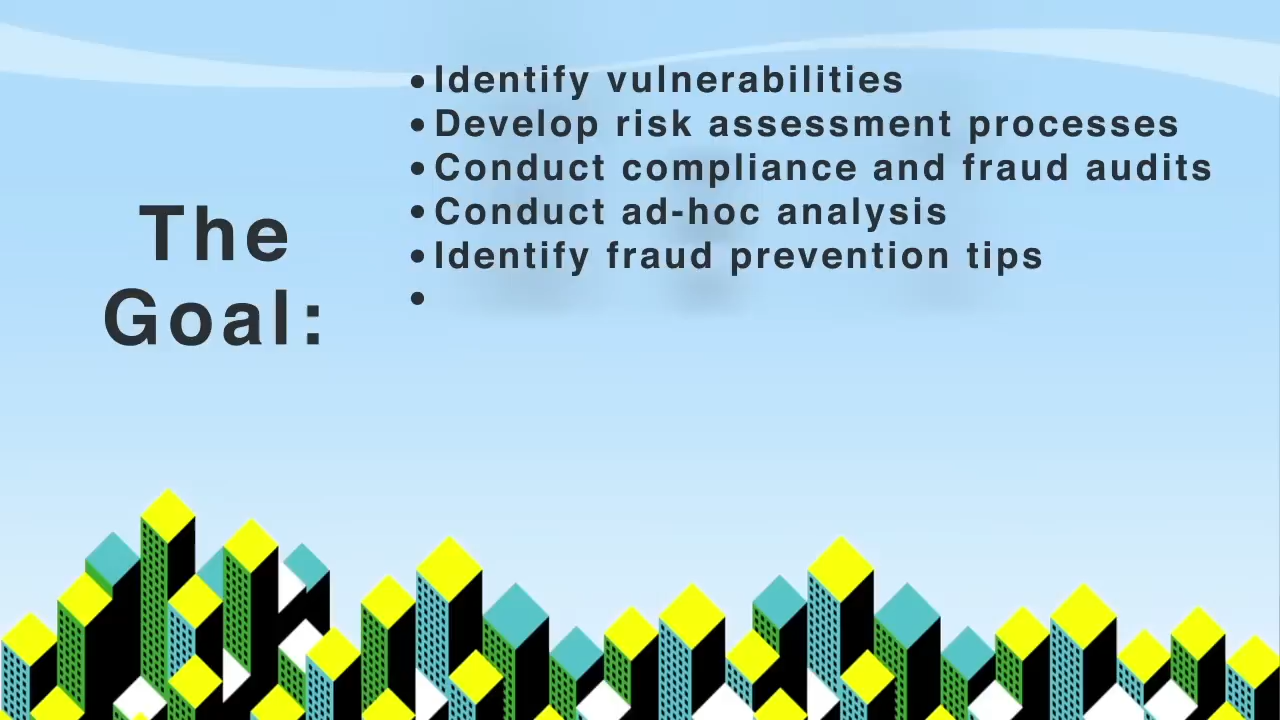 The
Goal:
•Identify vulnerabilities
•Develop risk assessment processes
•Conduct compliance and fraud audits
•Conduct ad-hoc analysis
•Identify fraud prevention tips
•